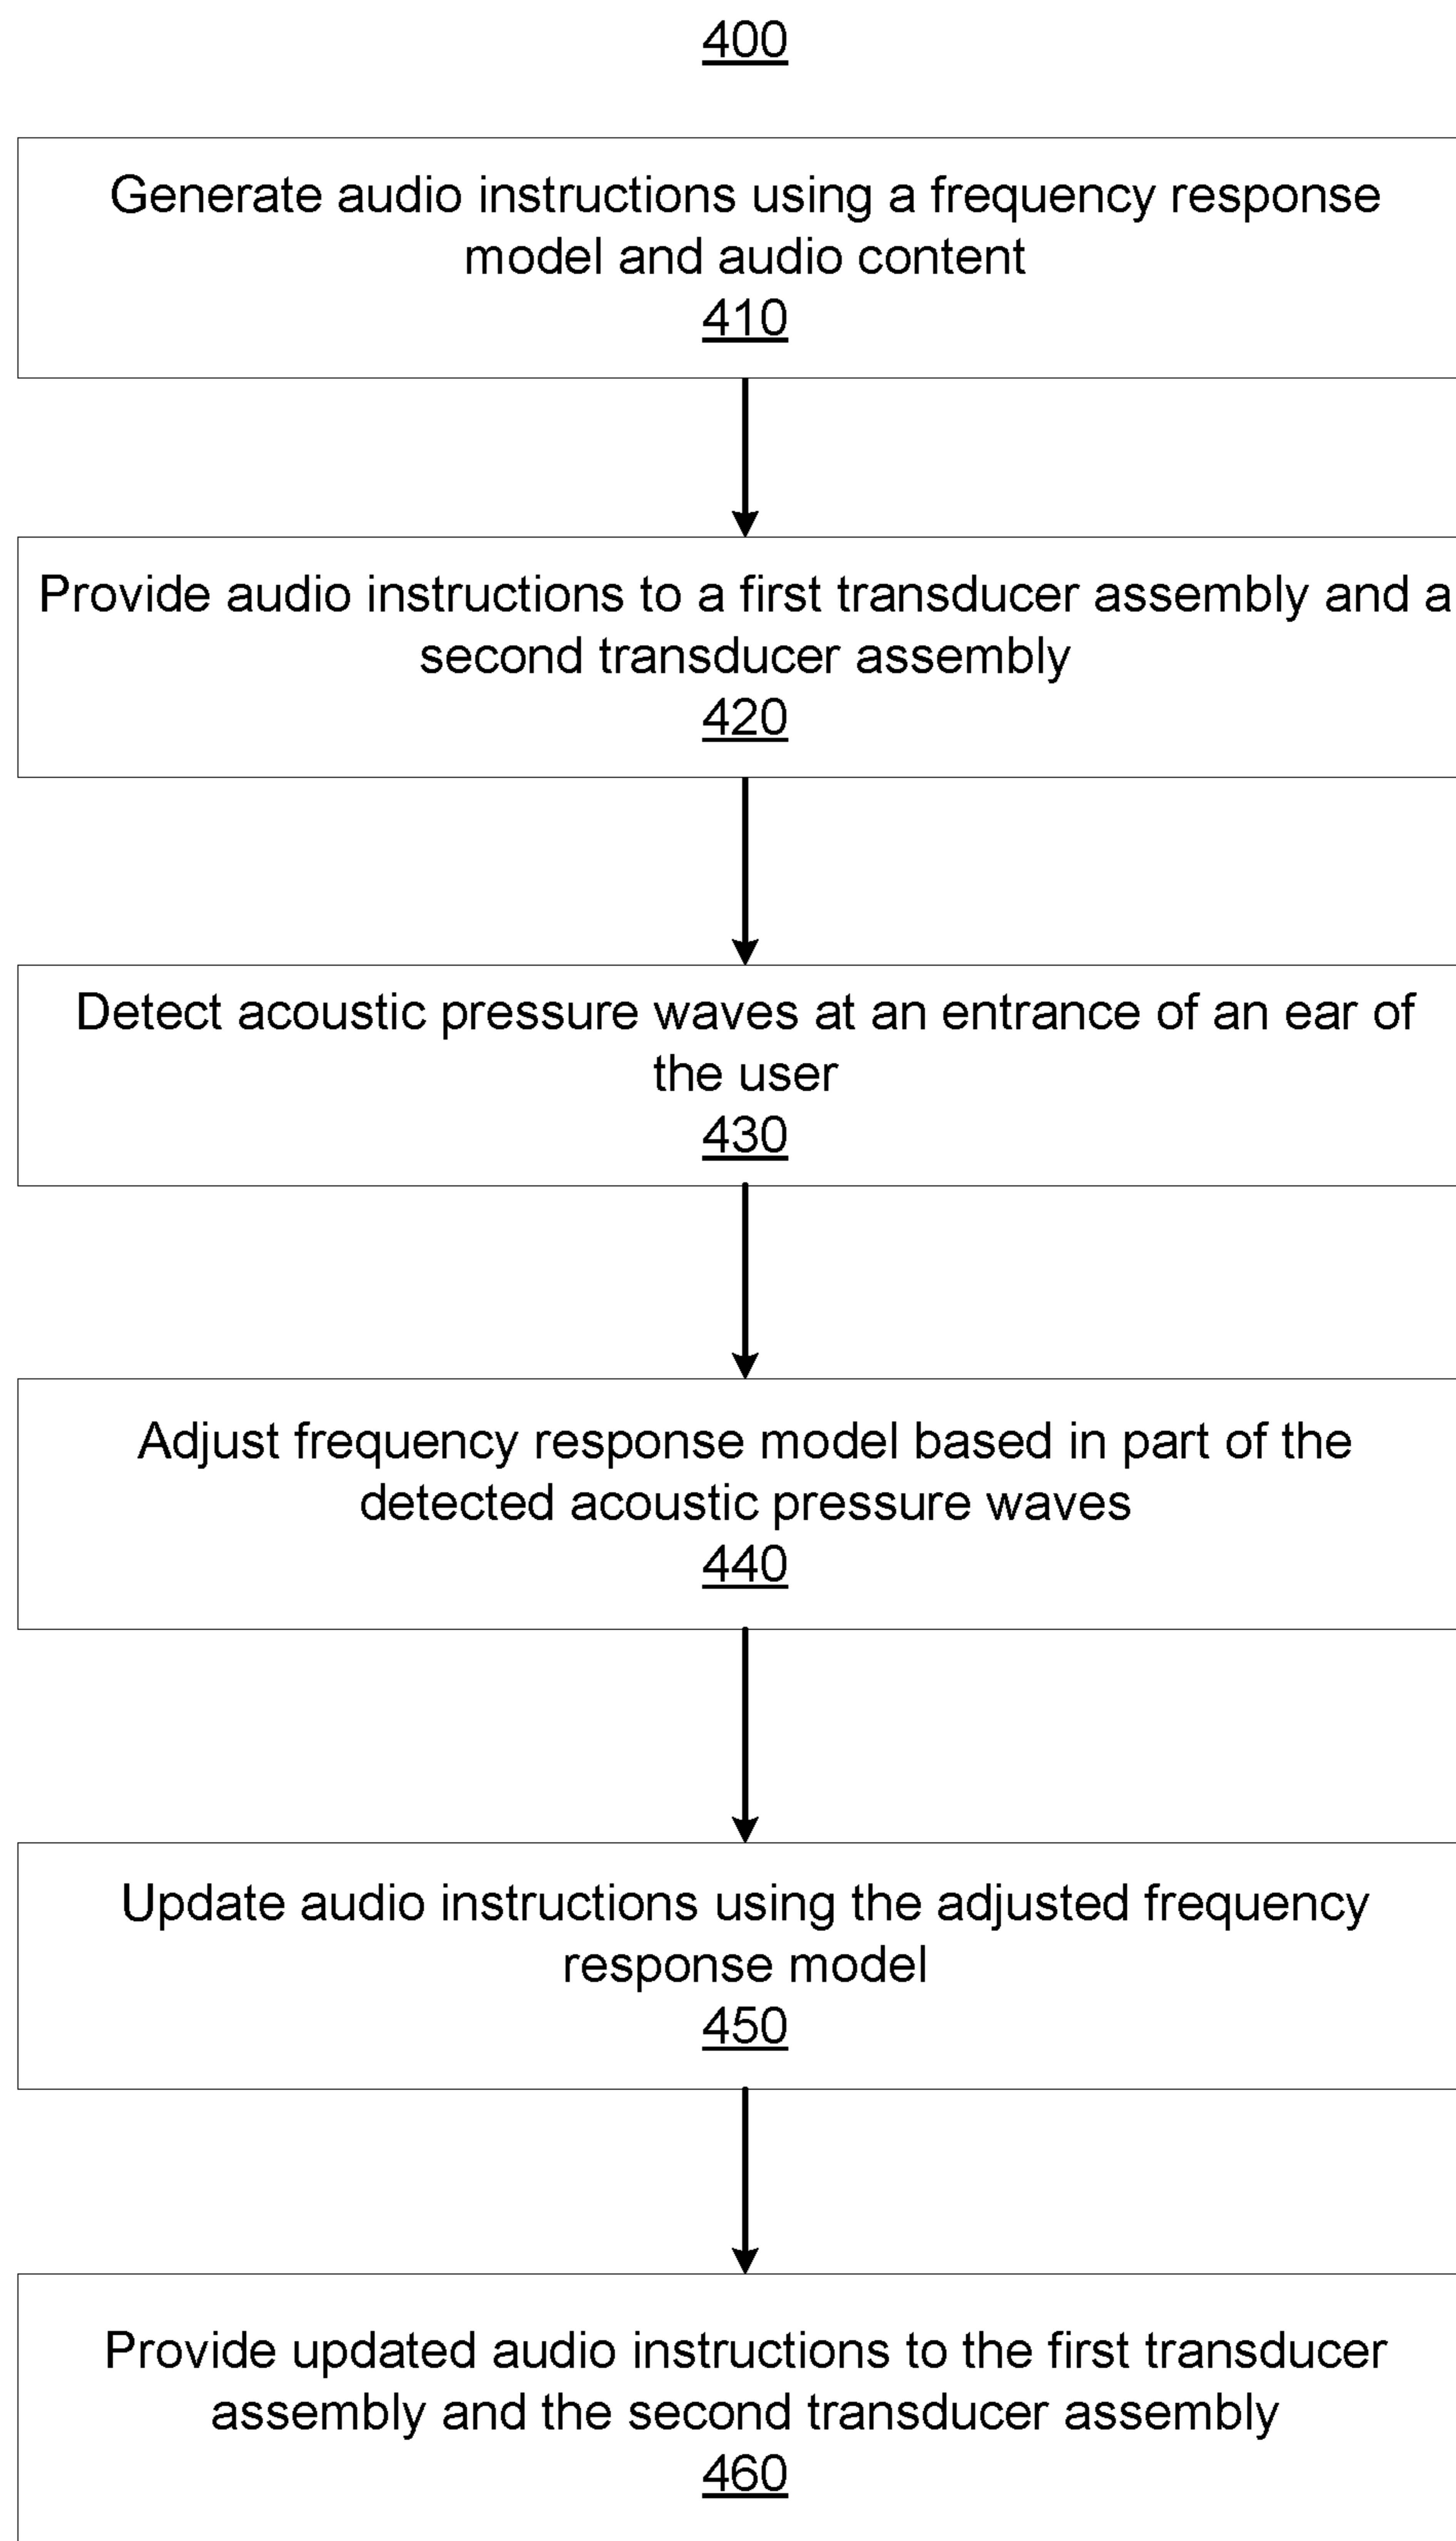 400
Generate audio instructions using a frequency response
model and audio content
410
Provide audio instructions to a first transducer assembly and a
second transducer assembly
420
Detect acoustic pressure waves at an entrance of an ear of
the user
430
Adjust frequency response model based in part of the
detected acoustic pressure waves
440
Update audio instructions using the adjusted frequency
response model
450
Provide updated audio instructions to the first transducer
assembly and the second transducer assembly
460